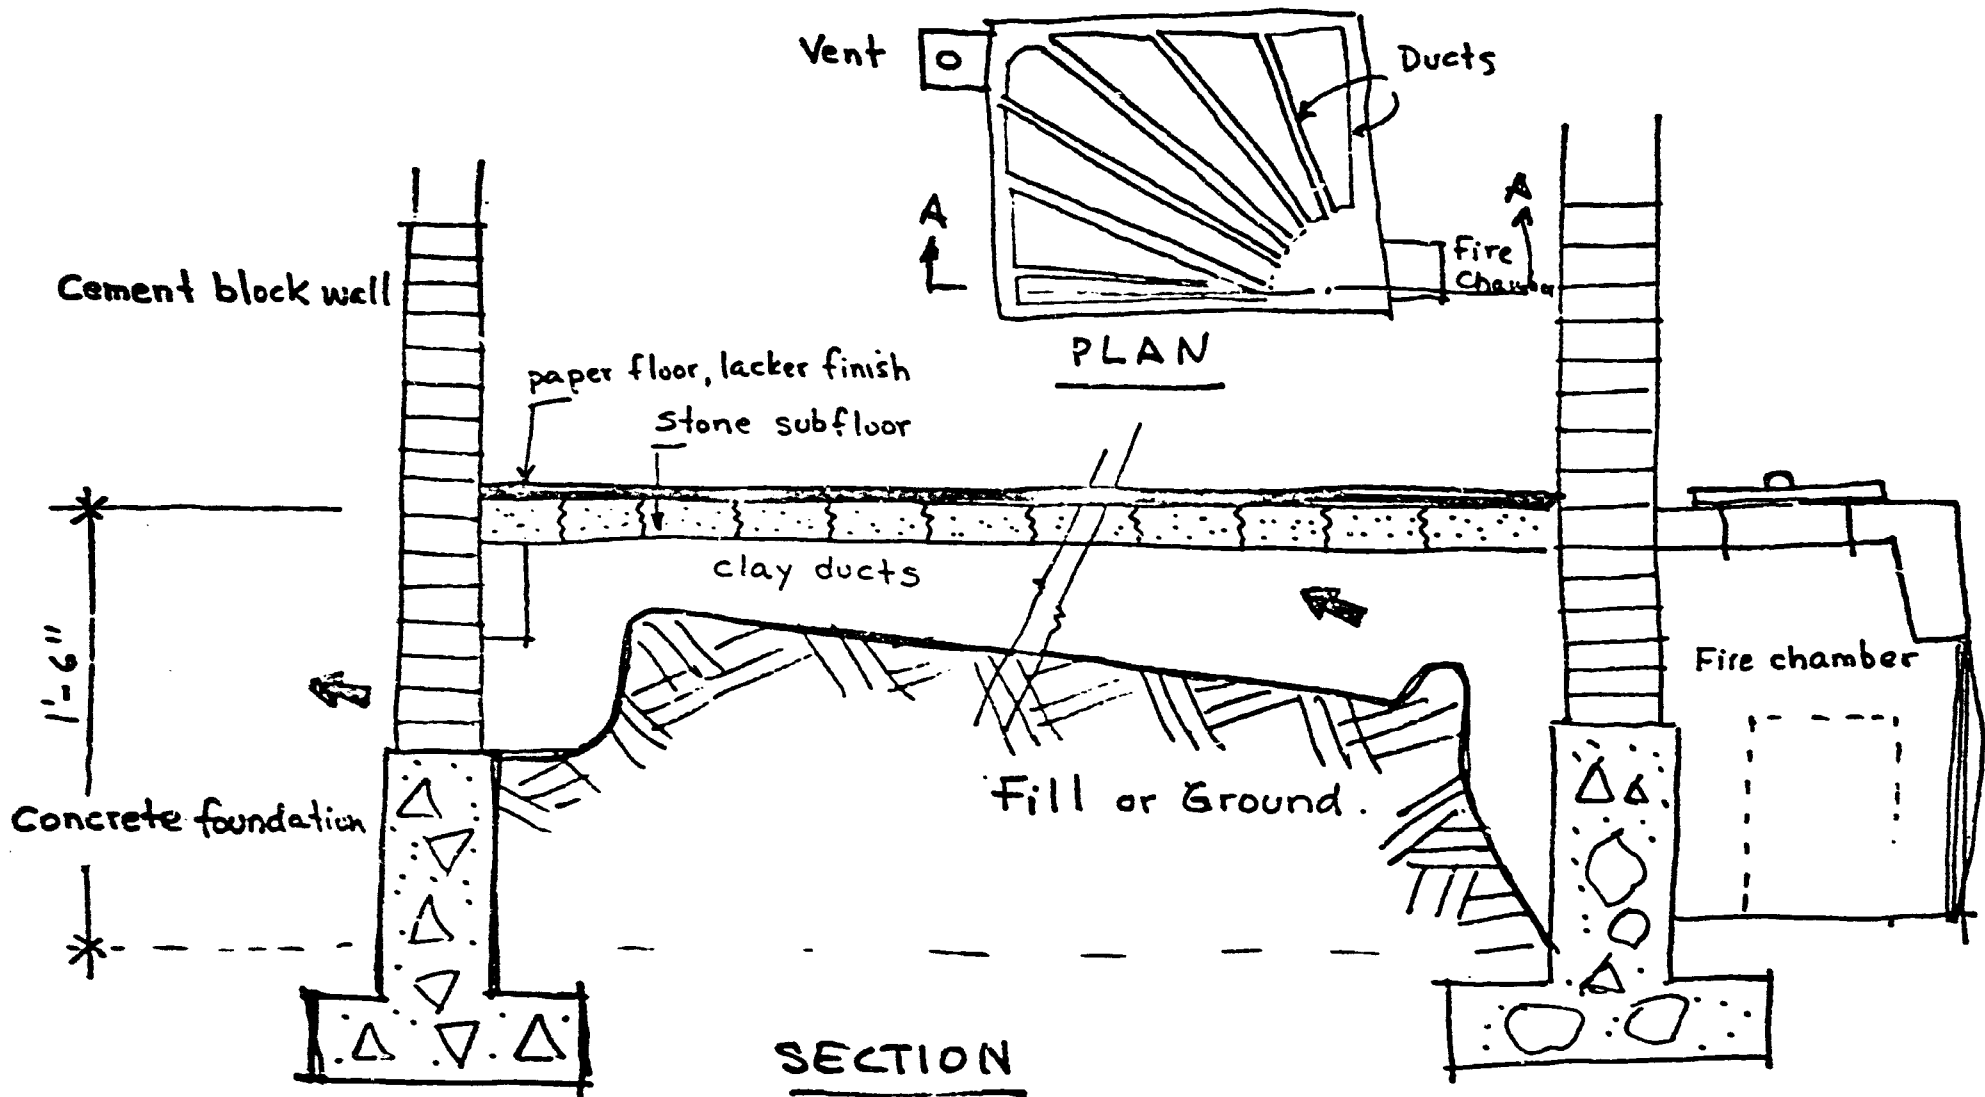 Vent
Ducts
A
A
Fire
Chamber
PLAN
Cement block wall
paper floor, lacker finish
stone subfloor
clay ducts
1'-6"
Fire chamber
Fill or Ground.
Concrete foundation
SECTION